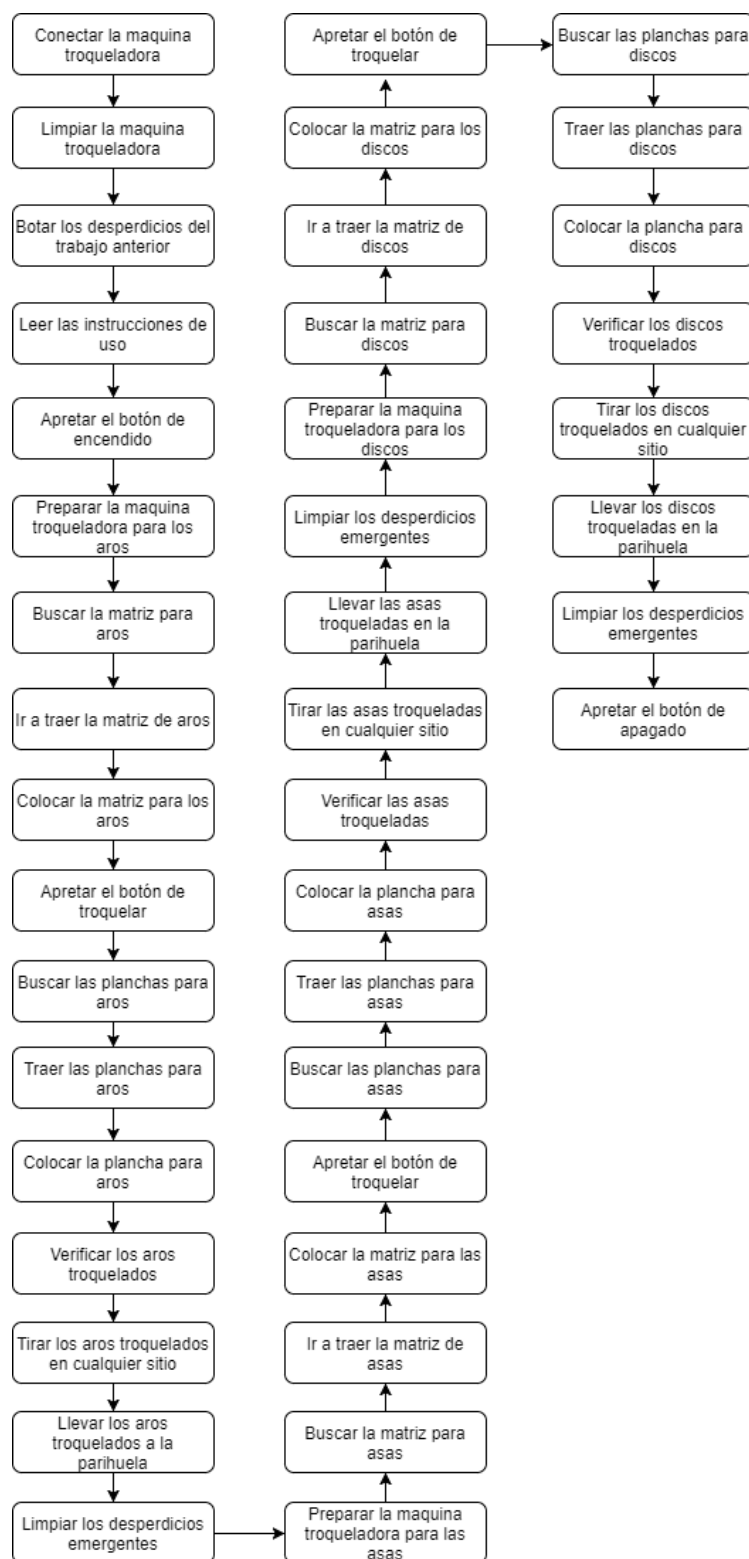 Conectar la maquina
troqueladora
Limpiar la maquina
troqueladora
Botar los desperdicios del
trabajo anterior
Leer las instrucciones de
uso
Apretar el botón de
encendido
Preparar la maquina
troqueladora para los
aros
Buscar la matriz para
aros
Ir a traer la matriz de aros
Colocar la matriz para los
aros
Apretar el botón de
troquelar
Buscar las planchas para
aros
Traer las planchas para
aros
Colocar la plancha para
aros
Verificar los aros
troquelados
Tirar los aros troquelados
en cualquier sitio
Llevar los aros
troquelados a la
parihuela
Limpiar los desperdicios
emergentes
Preparar la maquina
troqueladora para las
asas
Buscar la matriz para
asas
Ir a traer la matriz de
asas
Colocar la matriz para las
asas
Apretar el botón de
troquelar
Buscar las planchas para
asas
Traer las planchas para
asas
Colocar la plancha para
asas
Verificar las asas
troqueladas
Tirar las asas troqueladas
en cualquier sitio
Llevar las asas
troqueladas en la
parihuela
Limpiar los desperdicios
emergentes
Preparar la maquina
troqueladora para los
discos
Buscar la matriz para
discos
Ir a traer la matriz de
discos
Colocar la matriz para los
discos
Apretar el botón de
troquelar
Buscar las planchas para
discos
Traer las planchas para
discos
Colocar la plancha para
discos
Verificar los discos
troquelados
Tirar los discos
troquelados en cualquier
sitio
Llevar los discos
troqueladas en la
parihuela
Limpiar los desperdicios
emergentes
Apretar el botón de
apagado